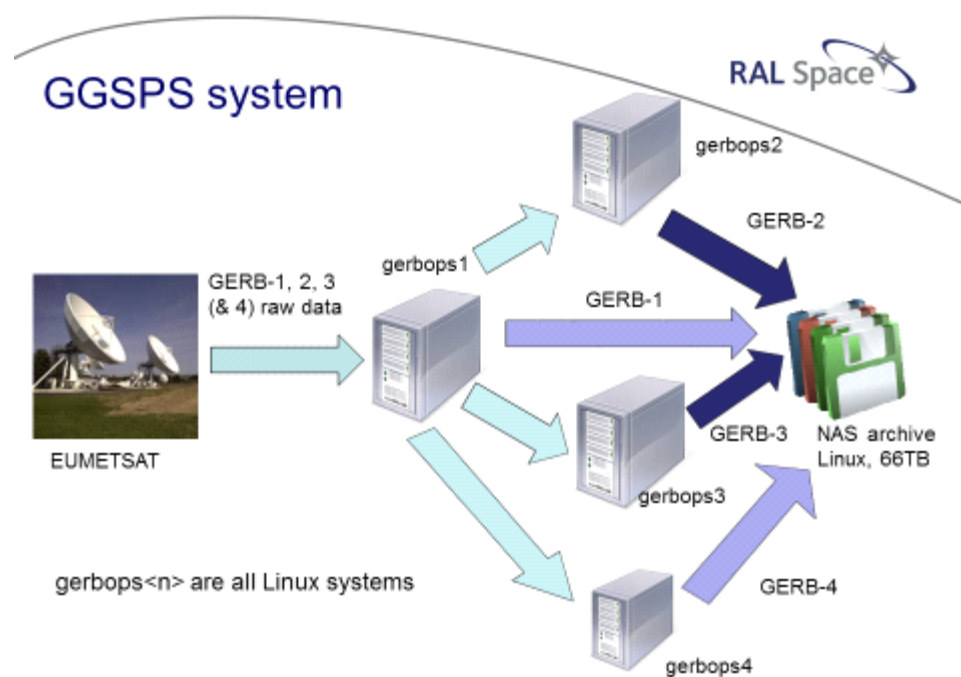 GGSPS system
RAL Space
gerbops2
GERB-2
gerbops1
GERB-1, 2, 3
(& 4) raw data
GERB-1
EUMETSAT
GERB-3
NAS archive
Linux, 66TB
gerbops3
gerbops<n> are all Linux systems
GERB-4
gerbops4